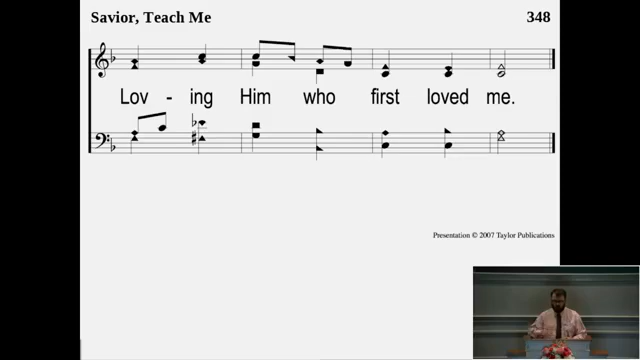 Savior, Teach Me 348
Lov - ing Him who first loved me.
Presentation © 2007 Taylor Publications